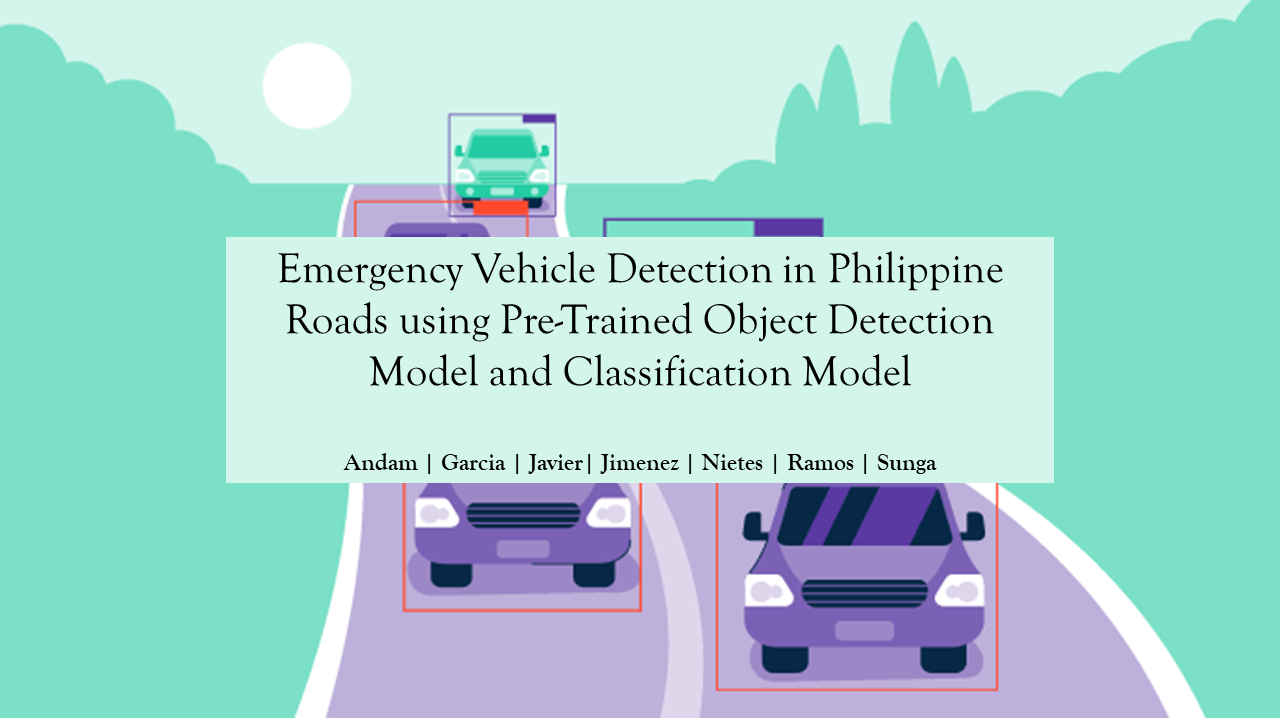 Emergency Vehicle Detection in Philippine
Roads using Pre-Trained Object Detection
Model and Classification Model
Andam | Garcia | Javier| Jimenez | Nietes | Ramos | Sunga